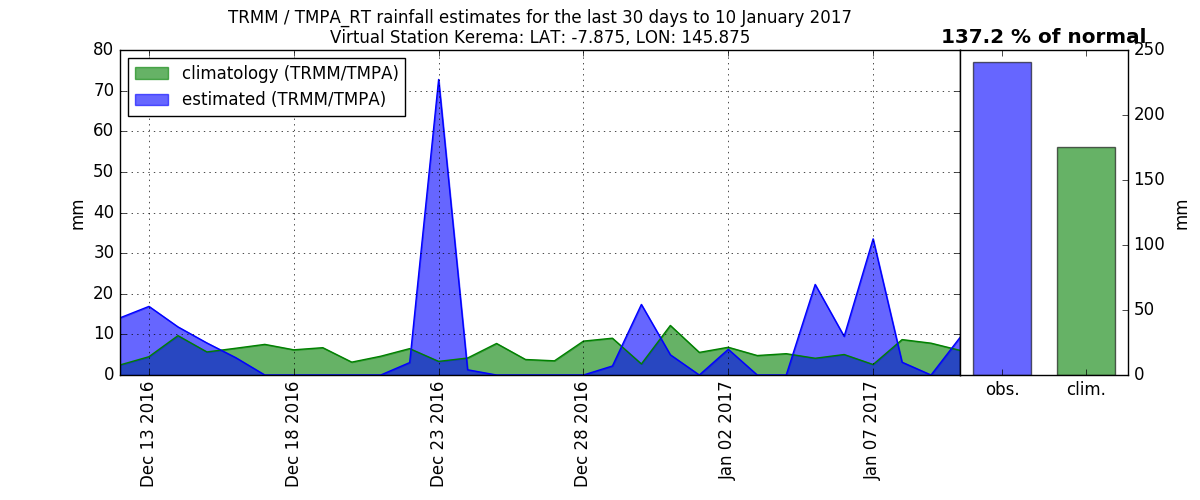 TRMM / TMPA_RT rainfall estimates for the last 30 days to 10 January 2017
Virtual Station Kerema: LAT: -7.875, LON: 145.875
137.2 % of normal
climatology (TRMM/TMPA)
estimated (TRMM/TMPA)
80
70
60
50
40
30
20
10
0
mm
Dec 13 2016
Dec 18 2016
Dec 23 2016
Dec 28 2016
Jan 02 2017
Jan 07 2017
250
200
150
100
50
0
mm
obs.
clim.